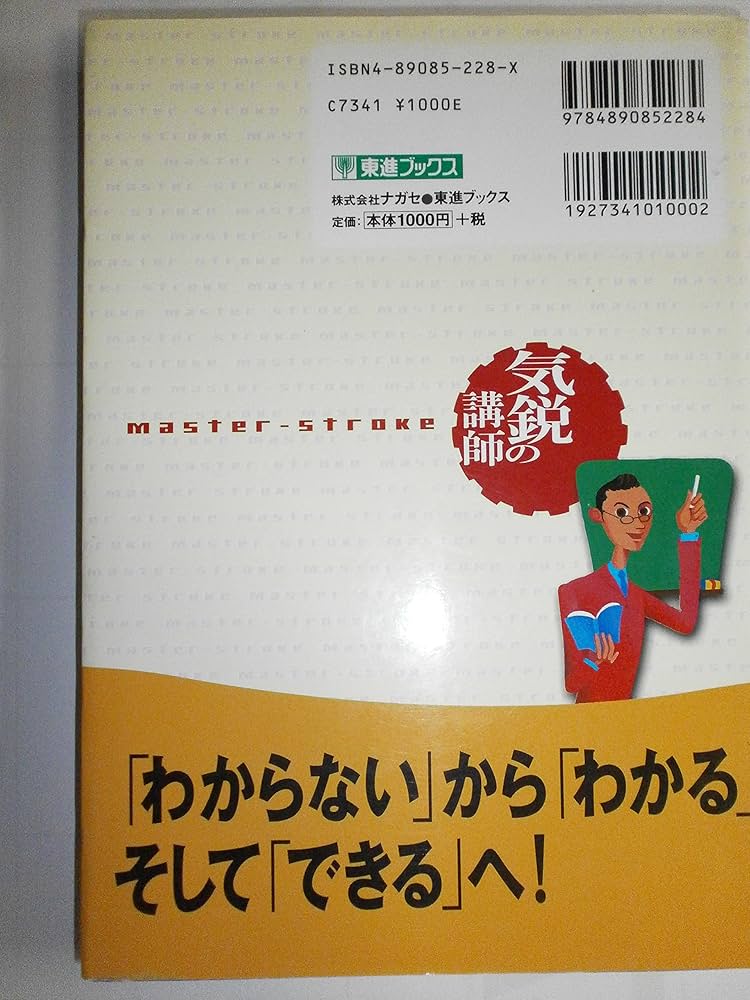 ISBN4-89085-228-X
C7341 ¥1000E
9784890852284
東進ブックス
株式会社ナガセ●東進ブックス
定価: 本体1000円 +税
1927341010002
気鋭の
講師
master-stroke
「わからない」から「わかる」
そして「できる」へ!